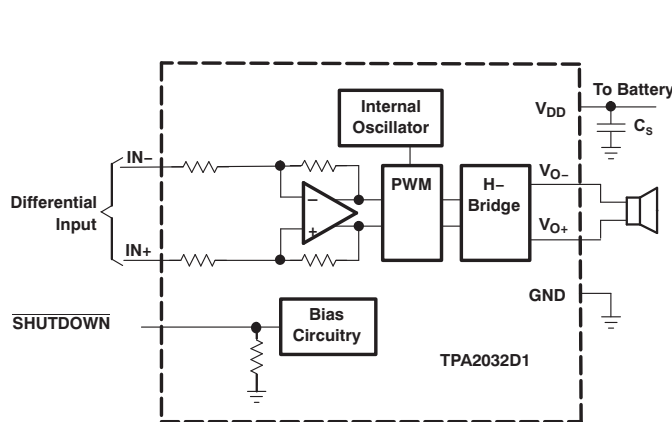 To Battery
Internal
Oscillator
VDD
CS
IN–
PWM
H–
Bridge
VO–
Differential
Input
–
+
VO+
IN+
GND
SHUTDOWN
Bias
Circuitry
TPA2032D1